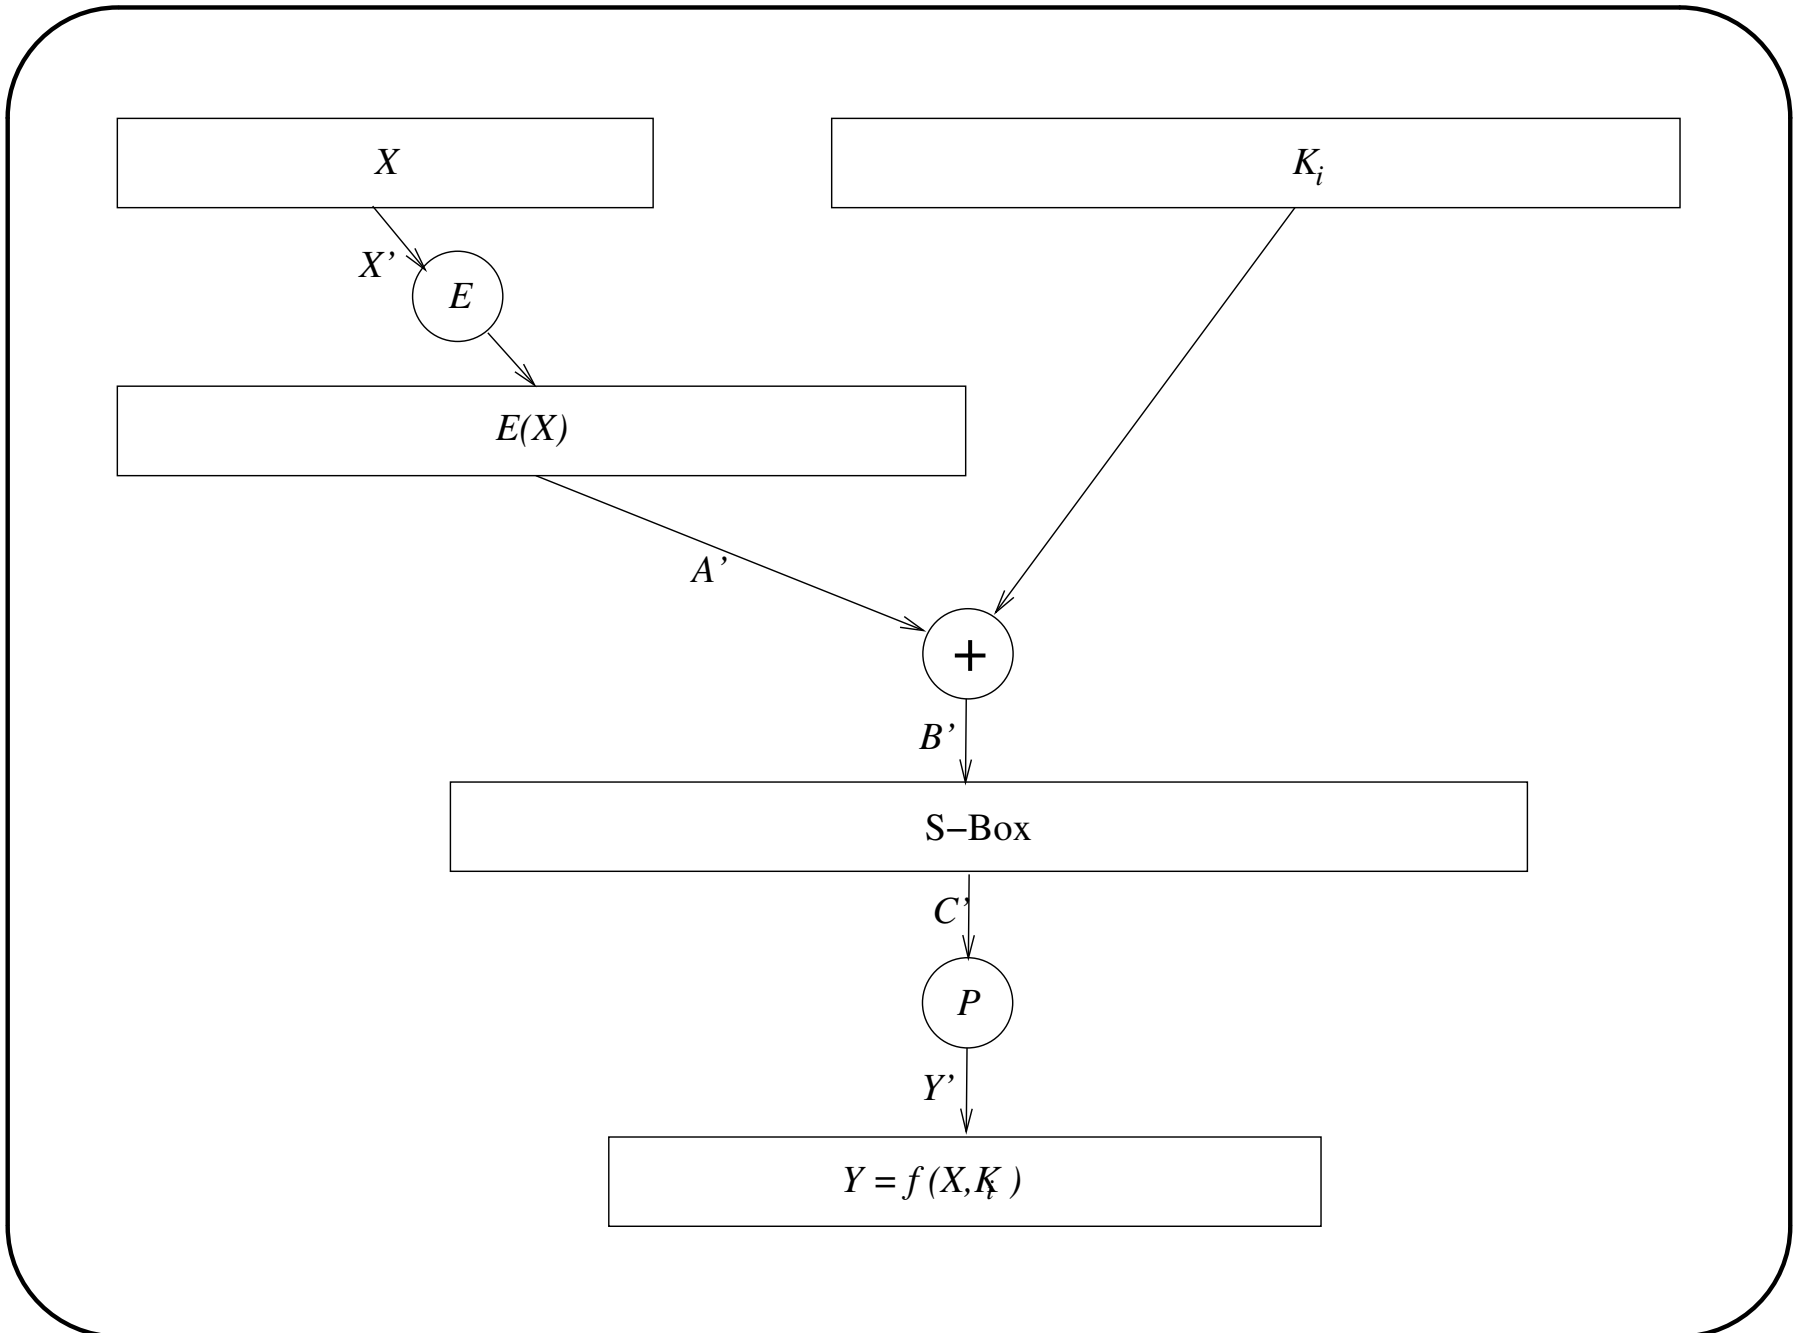 X
K_i
X'
E
E(X)
A'
+
B'
S–Box
C'
P
Y'
Y = f (X,K_i )